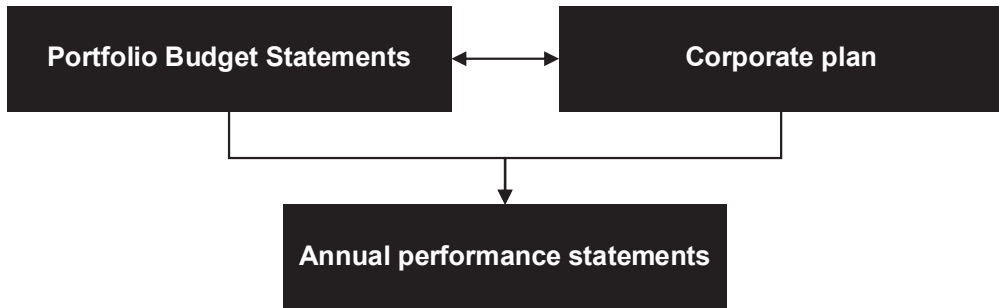 Portfolio Budget Statements
Corporate plan
Annual performance statements